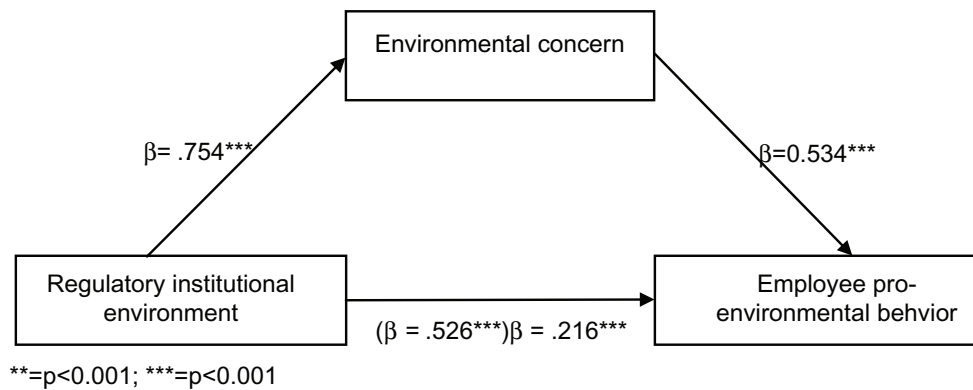 Environmental concern
β= .754***
β=0.534***
Regulatory institutional
environment
Employee pro-
environmental behvior
(β = .526***)β = .216***
**=p<0.001; ***=p<0.001